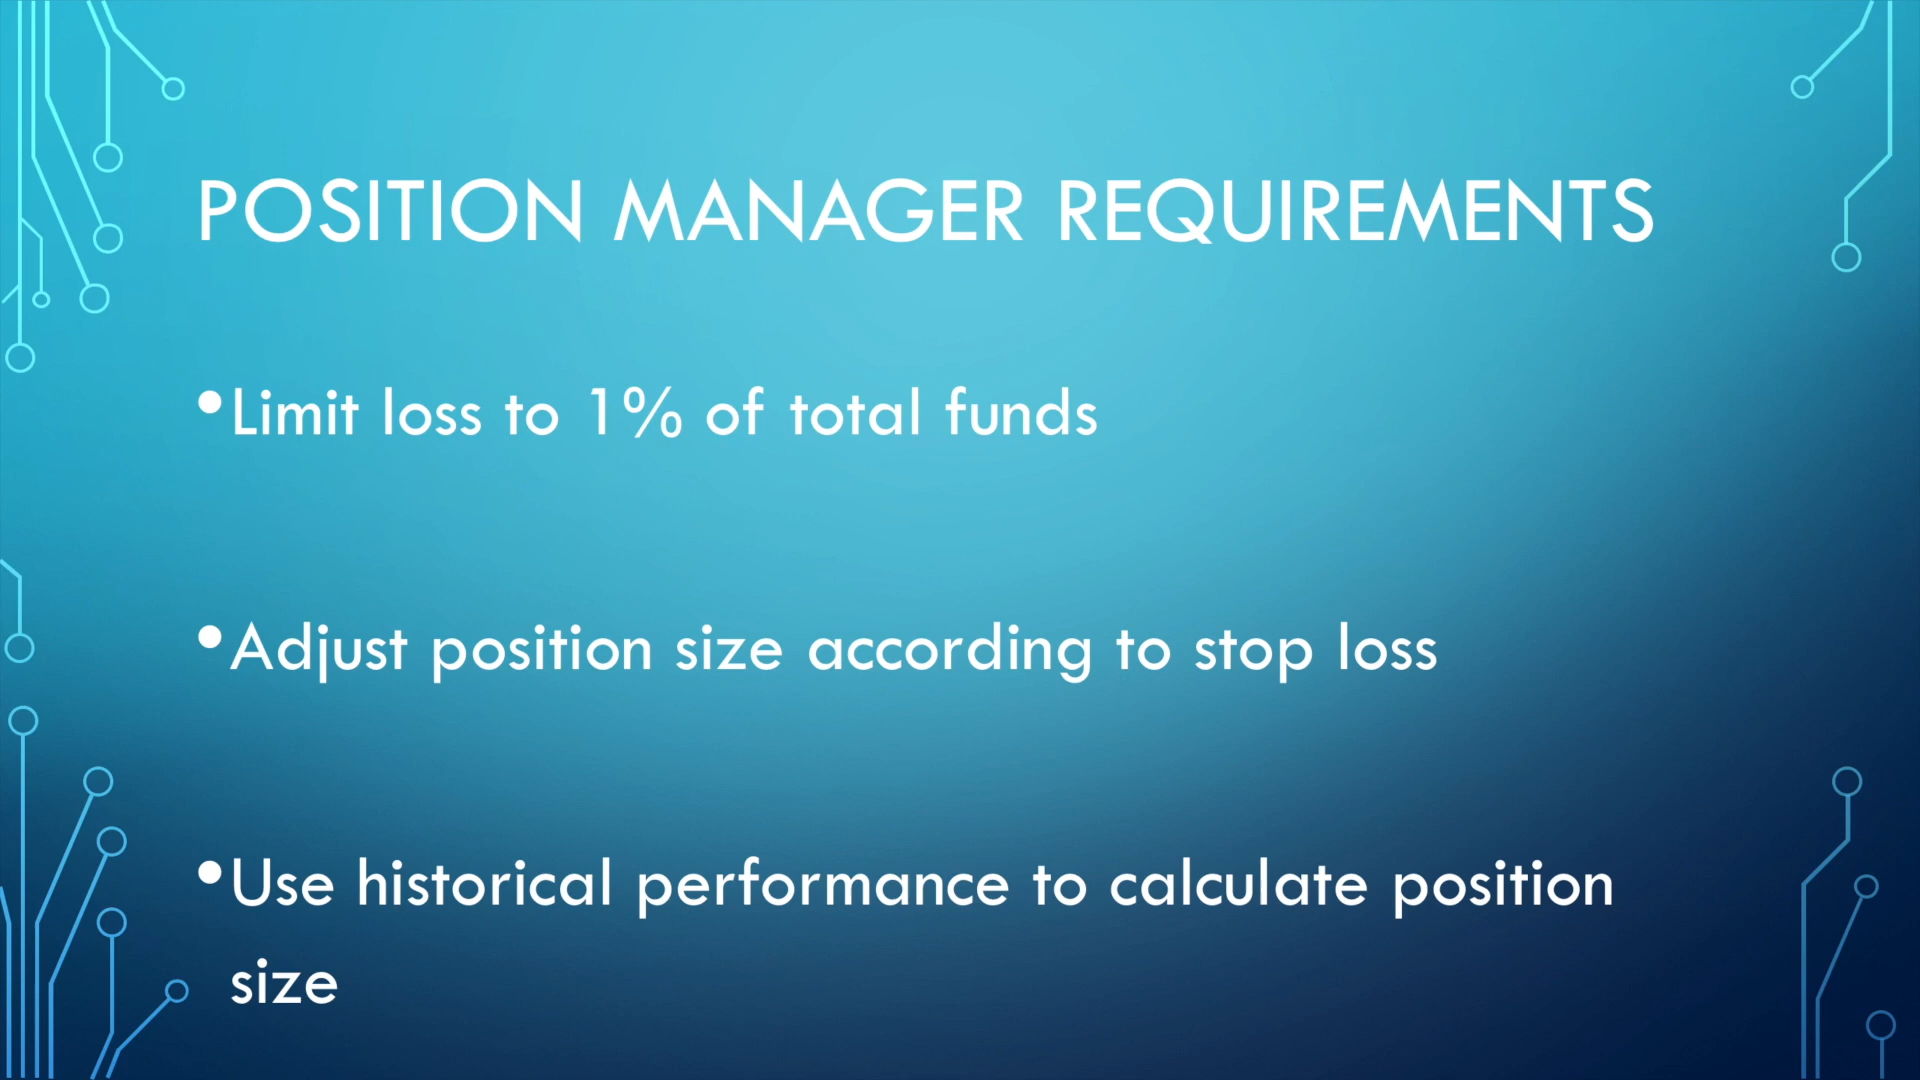 POSITION MANAGER REQUIREMENTS
•Limit loss to 1% of total funds
•Adjust position size according to stop loss
•Use historical performance to calculate position
size